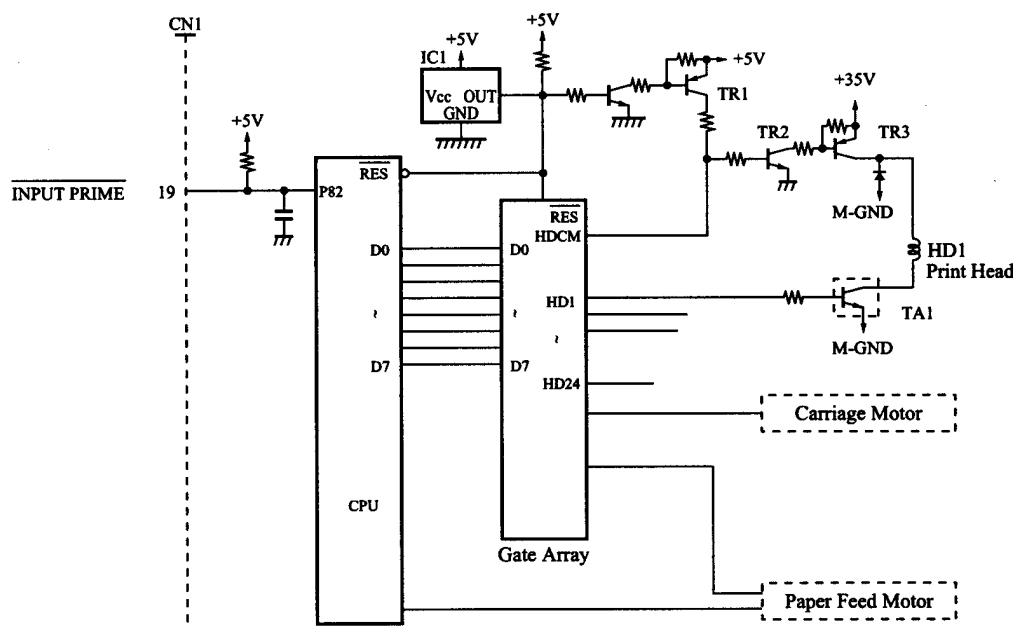 CN1
+5V
+5V
IC1
Vcc OUT
GND
+5V
TR1
+35V
TR2
TR3
+5V
INPUT PRIME
19
P82
RES
RES
HDCM
M-GND
D0
D0
HD1
Print Head
HD1
TA1
~
~
~
M-GND
D7
D7
HD24
Carriage Motor
CPU
Gate Array
Paper Feed Motor